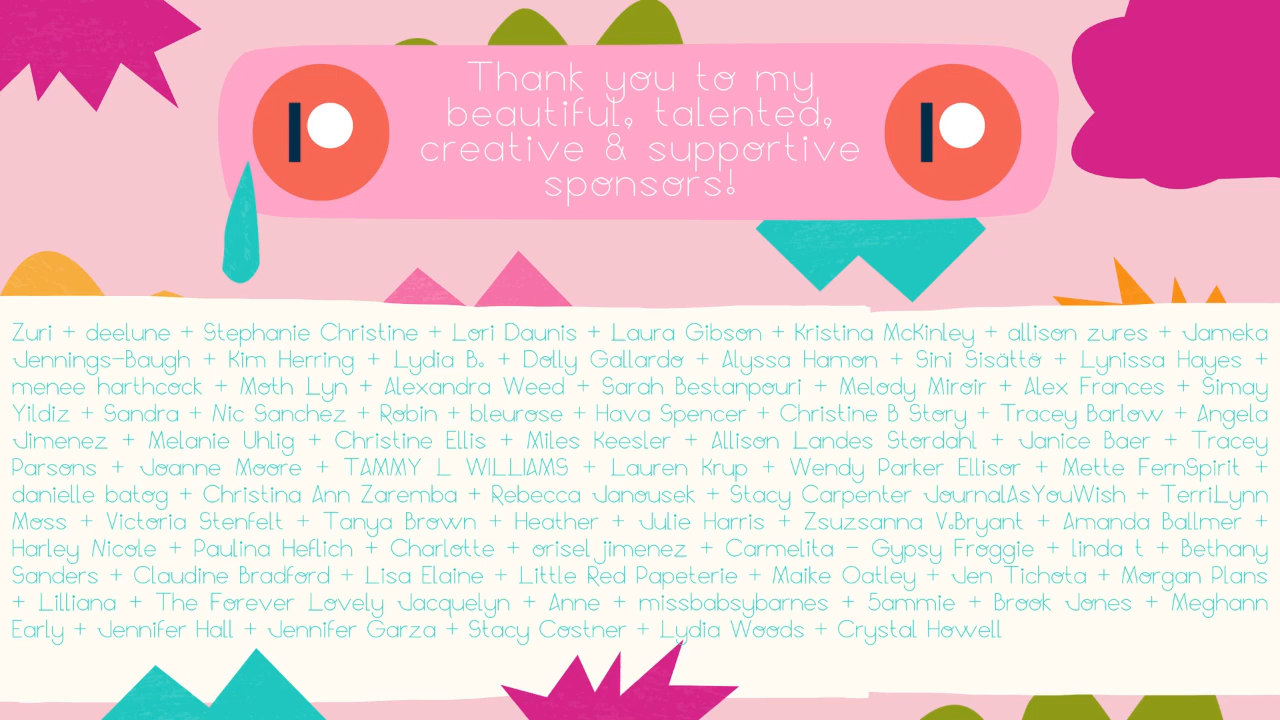 Thank you to my
beautiful, talented,
creative & supportive
sponsors!
Zuri + deelune + Stephanie Christine + Lori Daunis + Laura Gibson + Kristina McKinley + allison zures + Jameka
Jennings-Baugh + Kim Herring + Lydia B. + Dolly Gallardo + Alyssa Hamon + Sini Sisättö + Lynissa Hayes +
menee harthcock + Moth Lyn + Alexandra Weed + Sarah Bestanpouri + Melody Miroir + Alex Frances + Simay
Yildiz + Sandra + Nic Sanchez + Robin + bleurose + Hava Spencer + Christine B Story + Tracey Barlow + Angela
Jimenez + Melanie Uhlig + Christine Ellis + Miles Keesler + Allison Landes Stordahl + Janice Baer + Tracey
Parsons + Joanne Moore + TAMMY L WILLIAMS + Lauren Krup + Wendy Parker Ellisor + Mette FernSpirit +
danielle batog + Christina Ann Zaremba + Rebecca Janousek + Stacy Carpenter JournalAsYouWish + TerriLynn
Moss + Victoria Stenfelt + Tanya Brown + Heather + Julie Harris + Zsuzsanna V.Bryant + Amanda Ballmer +
Harley Nicole + Paulina Heflich + Charlotte + orisel jimenez + Carmelita - Gypsy Froggie + linda t + Bethany
Sanders + Claudine Bradford + Lisa Elaine + Little Red Papeterie + Maike Oatley + Jen Tichota + Morgan Plans
+ Lilliana + The Forever Lovely Jacquelyn + Anne + missbabsybarnes + 5ammie + Brook Jones + Meghann
Early + Jennifer Hall + Jennifer Garza + Stacy Costner + Lydia Woods + Crystal Howell